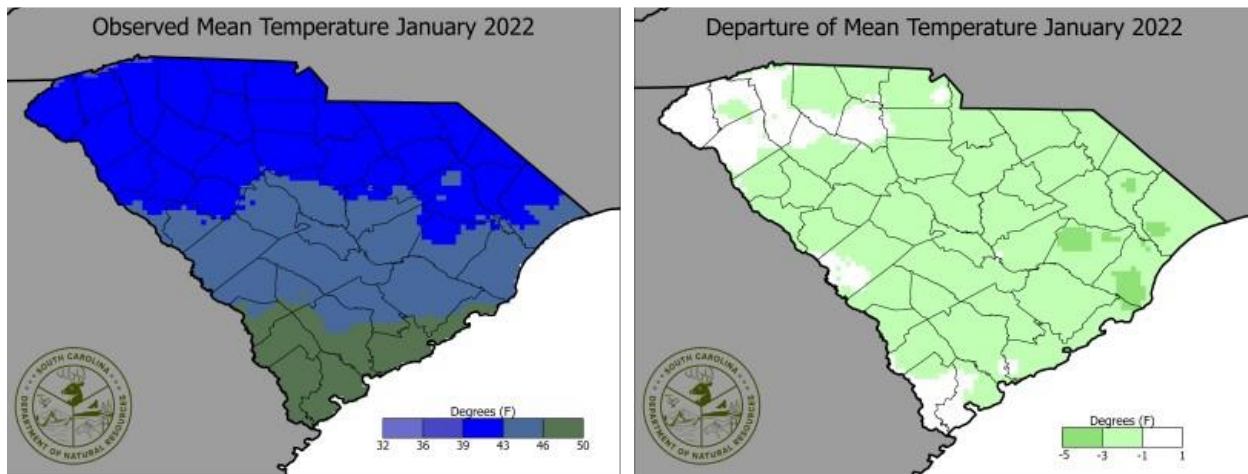 Observed Mean Temperature January 2022
SOUTH CAROLINA
DEPARTMENT OF NATURAL RESOURCES
Degrees (F)
32 36 39 43 46 50
Departure of Mean Temperature January 2022
SOUTH CAROLINA
DEPARTMENT OF NATURAL RESOURCES
Degrees (F)
-5 -3 -1 1